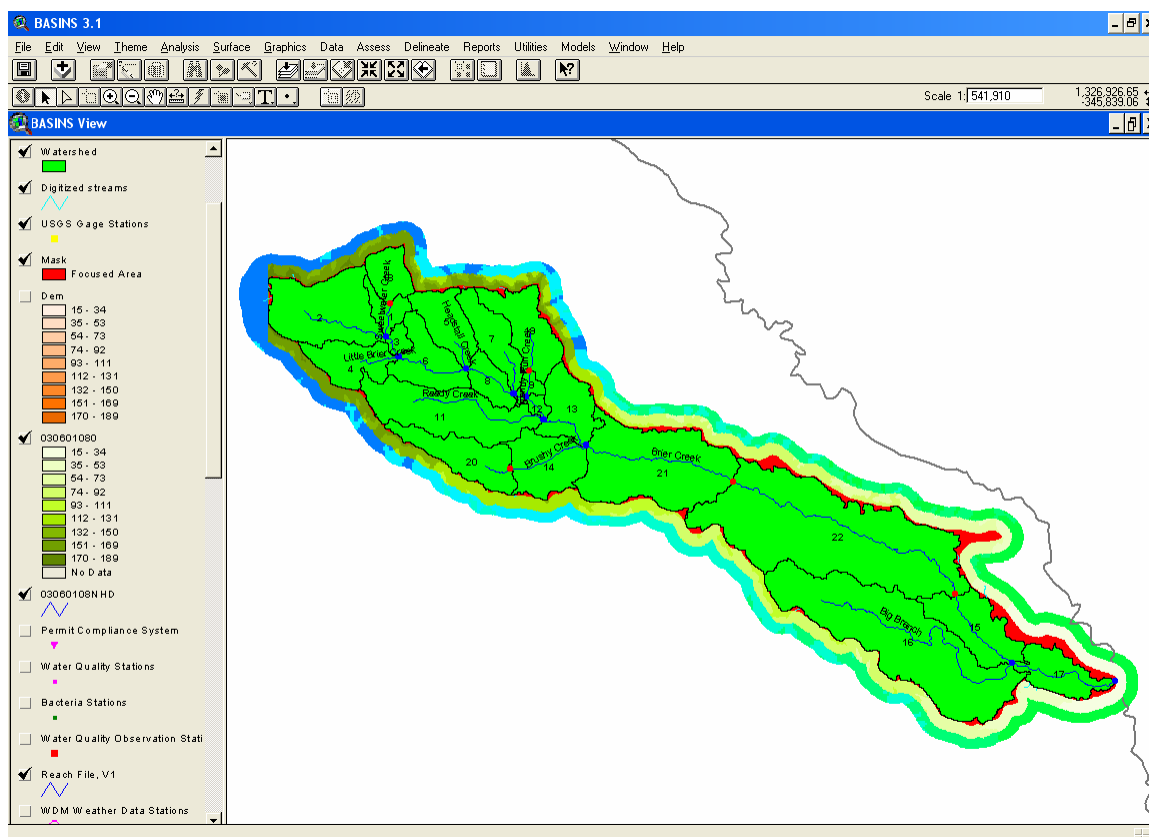 BASINS 3.1
File Edit View Theme Analysis Surface Graphics Data Assess Delineate Reports Utilities Models Window Help
Scale 1: 541,910
1,326,926.65
-345,839.06
BASINS View
Watershed
Digitized streams
USGS Gage Stations
Mask
Focused Area
Dem
15 - 34
35 - 53
54 - 73
74 - 92
93 - 111
112 - 131
132 - 150
151 - 169
170 - 189
030601080
15 - 34
35 - 53
54 - 73
74 - 92
93 - 111
112 - 131
132 - 150
151 - 169
170 - 189
No Data
03060108NHD
Permit Compliance System
Water Quality Stations
Bacteria Stations
Water Quality Observation Stati
Reach File, V1
WDM Weather Data Stations
2
3
Little Brier Creek
4
7
Reedy Creek
11
12
13
Brushy Creek
20
14
Brier Creek
21
22
Big Branch
16
15
17